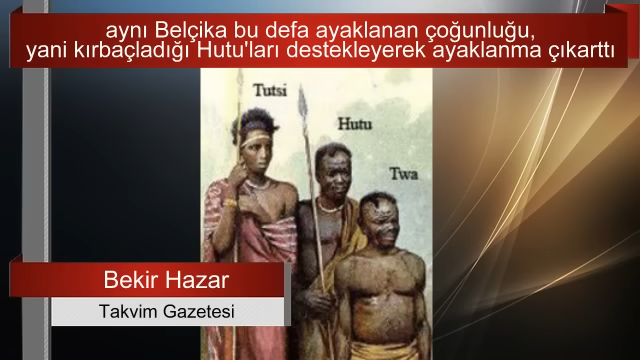 aynı Belçika bu defa ayaklanan çoğunluğu,
yani kırbaçladığı Hutu'ları destekleyerek ayaklanma çıkarttı
Tutsi
Hutu
Twa
Bekir Hazar
Takvim Gazetesi